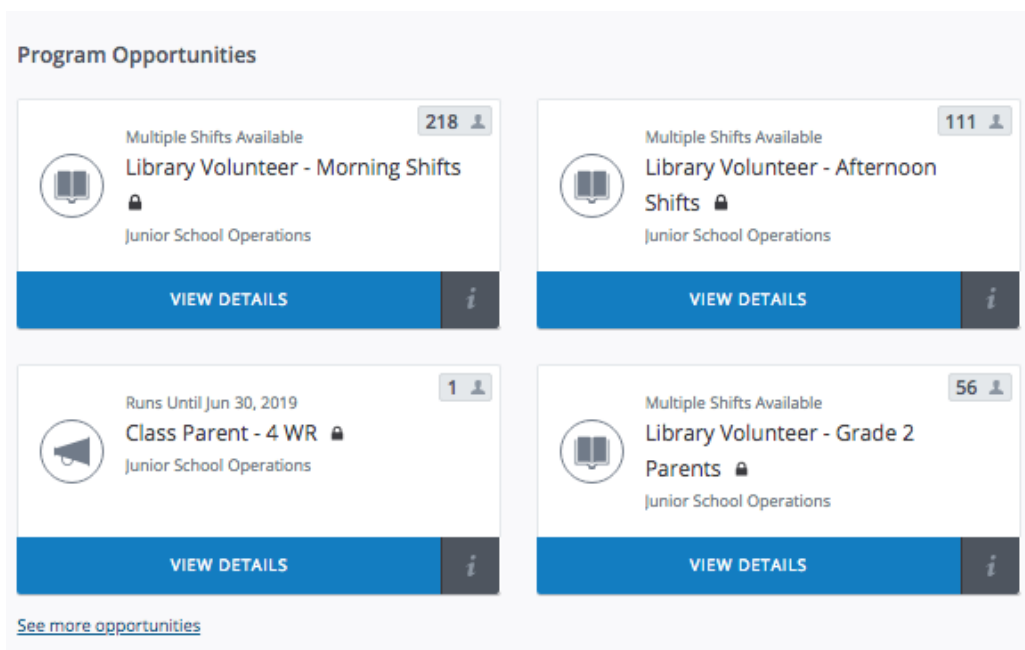 Program Opportunities
218
Multiple Shifts Available
Library Volunteer - Morning Shifts
Junior School Operations
VIEW DETAILS
i
111
Multiple Shifts Available
Library Volunteer - Afternoon
Shifts
Junior School Operations
VIEW DETAILS
i
1
Runs Until Jun 30, 2019
Class Parent - 4 WR
Junior School Operations
VIEW DETAILS
i
56
Multiple Shifts Available
Library Volunteer - Grade 2
Parents
Junior School Operations
VIEW DETAILS
i
See more opportunities